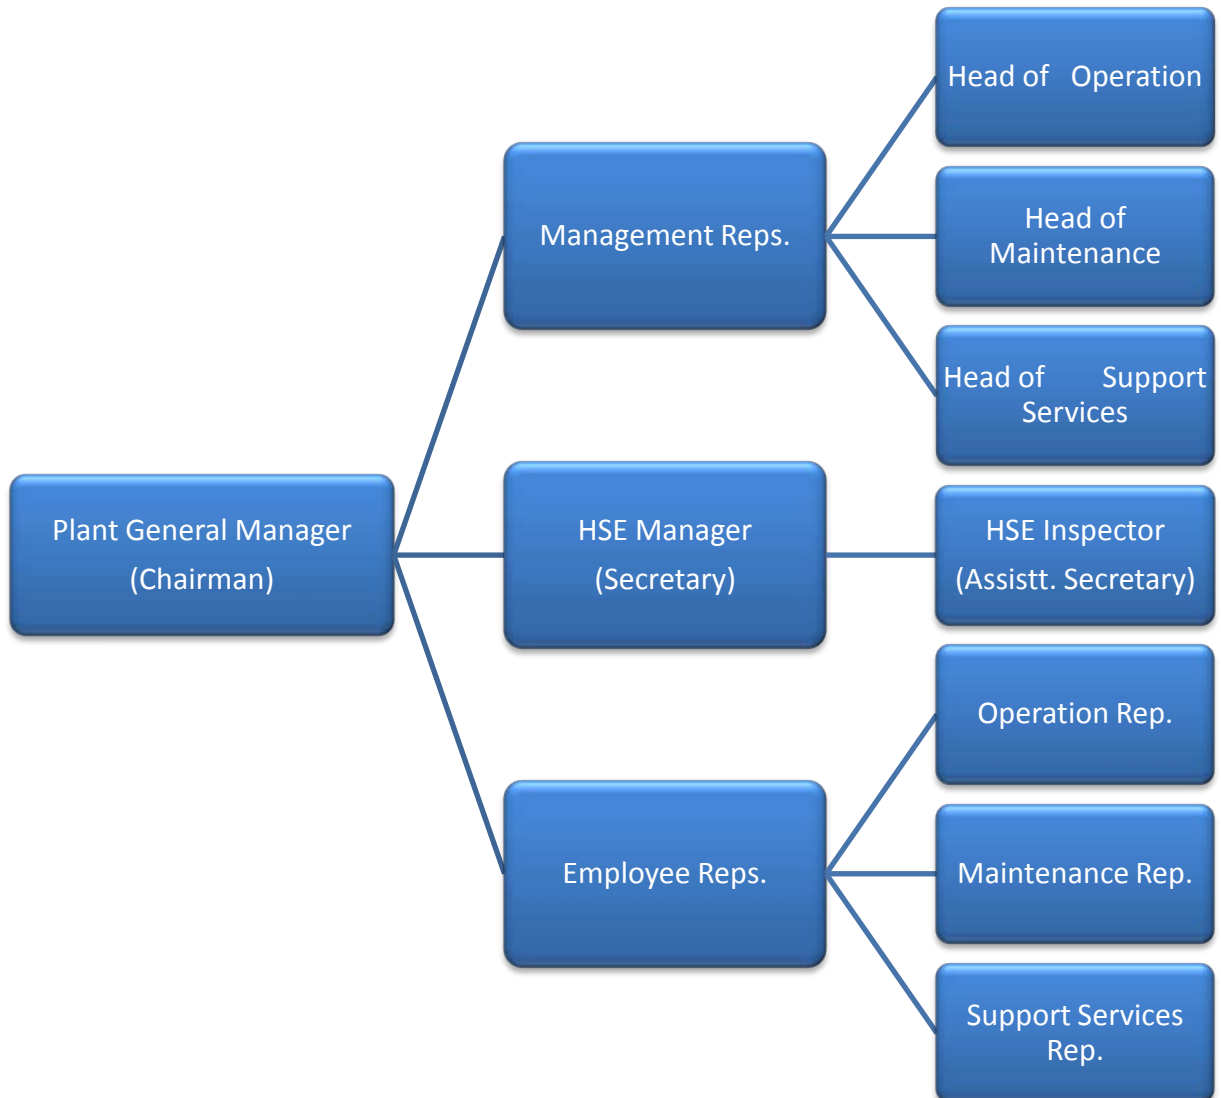 Plant General Manager
(Chairman)
Management Reps.
Head of Operation
Head of
Maintenance
Head of Support
Services
HSE Manager
(Secretary)
HSE Inspector
(Assistt. Secretary)
Employee Reps.
Operation Rep.
Maintenance Rep.
Support Services
Rep.